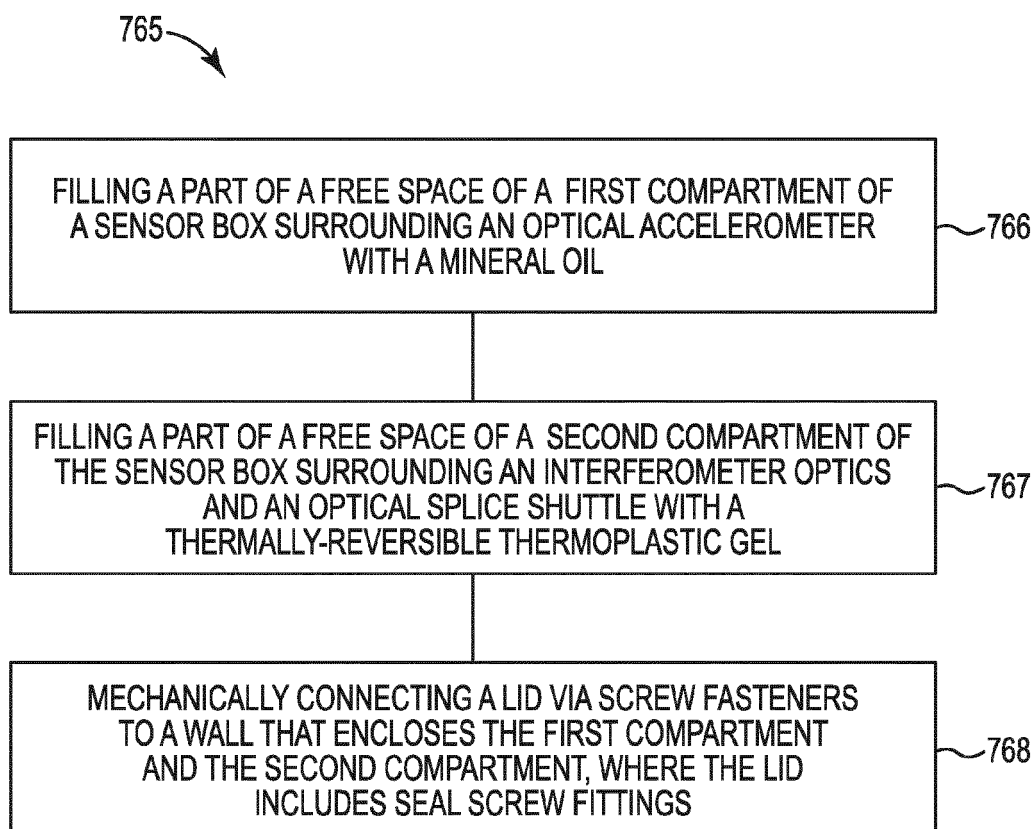 765
FILLING A PART OF A FREE SPACE OF A FIRST COMPARTMENT OF
A SENSOR BOX SURROUNDING AN OPTICAL ACCELEROMETER
WITH A MINERAL OIL
766
FILLING A PART OF A FREE SPACE OF A SECOND COMPARTMENT OF
THE SENSOR BOX SURROUNDING AN INTERFEROMETER OPTICS
AND AN OPTICAL SPLICE SHUTTLE WITH A
THERMALLY-REVERSIBLE THERMOPLASTIC GEL
767
MECHANICALLY CONNECTING A LID VIA SCREW FASTENERS
TO A WALL THAT ENCLOSES THE FIRST COMPARTMENT
AND THE SECOND COMPARTMENT, WHERE THE LID
INCLUDES SEAL SCREW FITTINGS
768